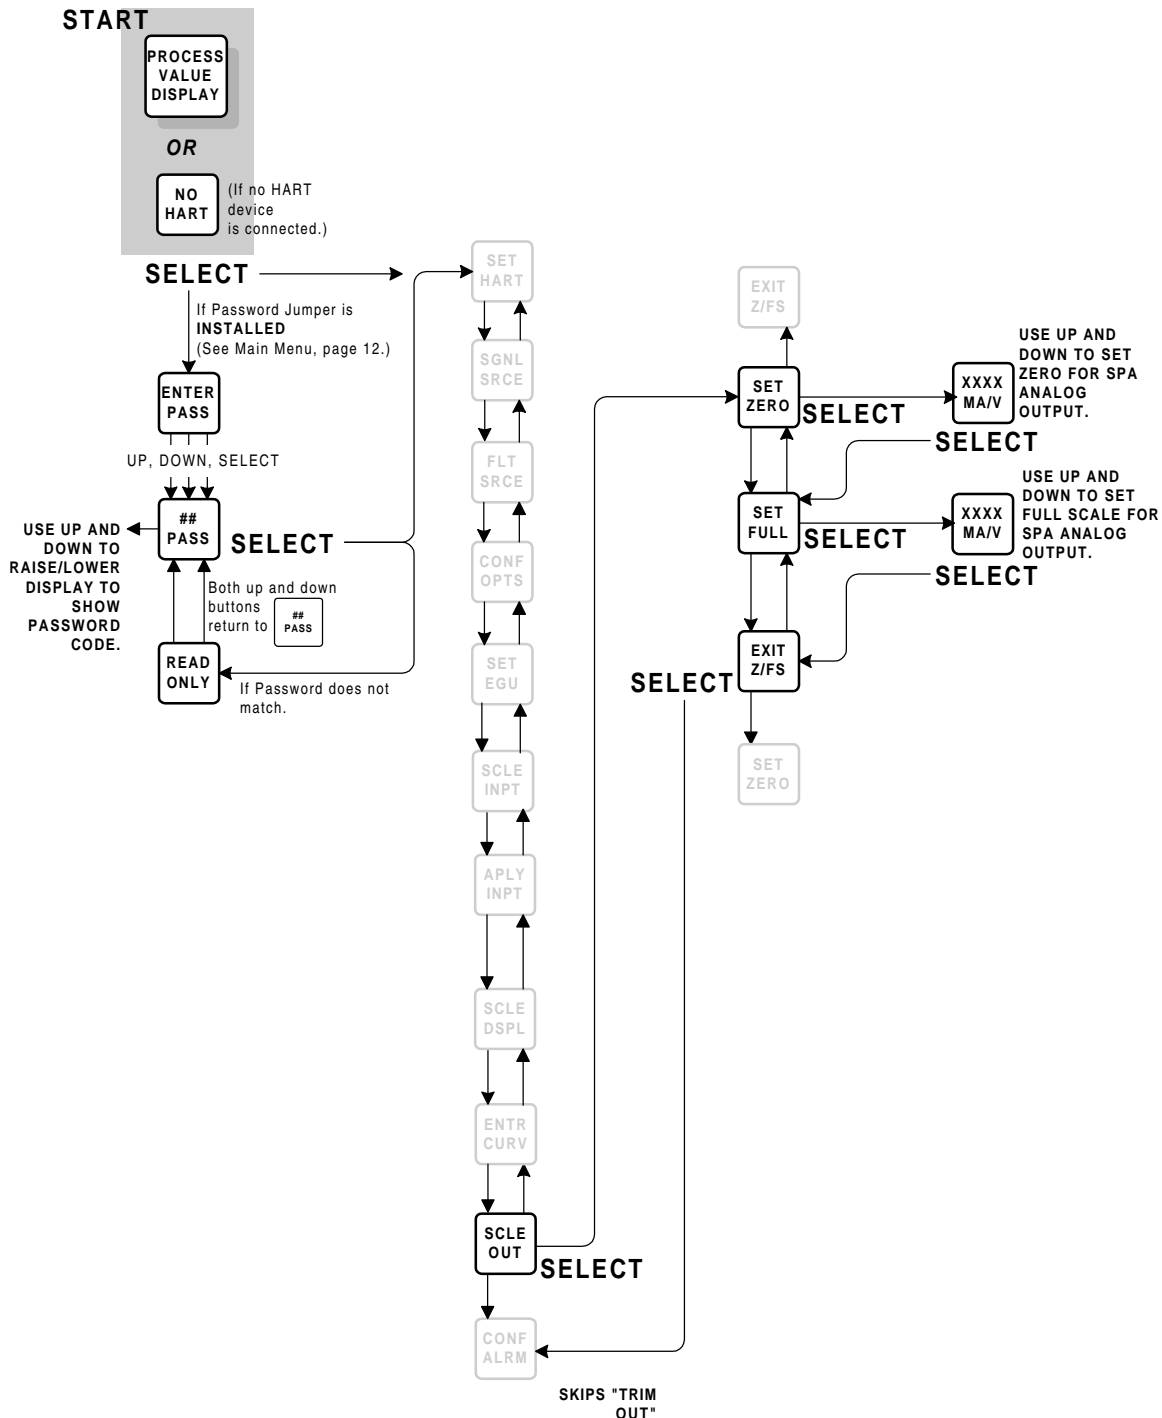 START
PROCESS
VALUE
DISPLAY
OR
NO
HART
(If no HART
device
is connected.)
SELECT
If Password Jumper is
INSTALLED
(See Main Menu, page 12.)
ENTER
PASS
UP, DOWN, SELECT
##
PASS
USE UP AND
DOWN TO
RAISE/LOWER
DISPLAY TO
SHOW
PASSWORD
CODE.
SELECT
Both up and down
buttons
return to
##
PASS
READ
ONLY
If Password does not
match.
SET
HART
SGNL
SRCE
FLT
SRCE
CONF
OPTS
SET
EGU
SCLE
INPT
APLY
INPT
SCLE
DSPL
ENTR
CURV
SCLE
OUT
SELECT
CONF
ALRM
SKIPS "TRIM
OUT"
EXIT
Z/FS
SET
ZERO
SELECT
XXXX
MA/V
USE UP AND
DOWN TO SET
ZERO FOR SPA
ANALOG
OUTPUT.
SELECT
SET
FULL
SELECT
XXXX
MA/V
USE UP AND
DOWN TO SET
FULL SCALE FOR
SPA ANALOG
OUTPUT.
SELECT
EXIT
Z/FS
SELECT
SET
ZERO